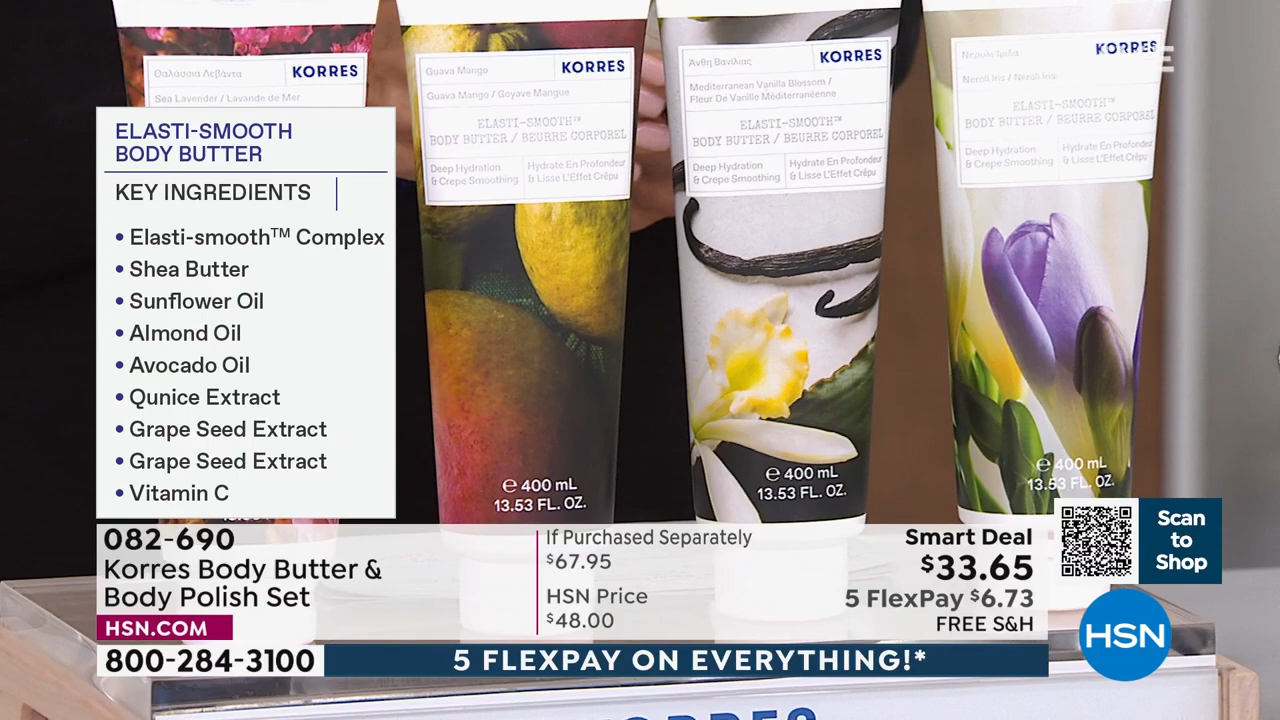 Θαλάσσια Λεβάντα
KORRES
Sea Lavender / Lavande de Mer
Guava Mango
KORRES
Guava Mango / Goyave Mangue
ELASTI-SMOOTH™
BODY BUTTER / BEURRE CORPOREL
Deep Hydration
& Crepe Smoothing
Hydrate En Profondeur
& Lisse L'Effet Crêpu
℮ 400 mL
13.53 FL. OZ.
Άνθη Βανίλιας
KORRES
Mediterranean Vanilla Blossom /
Fleur De Vanille Méditerranéenne
ELASTI-SMOOTH™
BODY BUTTER / BEURRE CORPOREL
Deep Hydration
& Crepe Smoothing
Hydrate En Profondeur
& Lisse L'Effet Crêpu
℮ 400 mL
13.53 FL. OZ.
Νερολι Ίριδα
KORRES
Neroli Iris / Neroli Iris
ELASTI-SMOOTH™
BODY BUTTER / BEURRE CORPOREL
Deep Hydration
& Crepe Smoothing
Hydrate En Profondeur
& Lisse L'Effet Crêpu
℮ 400 mL
13.53 FL. OZ.
ELASTI-SMOOTH
BODY BUTTER
KEY INGREDIENTS
• Elasti-smooth™ Complex
• Shea Butter
• Sunflower Oil
• Almond Oil
• Avocado Oil
• Qunice Extract
• Grape Seed Extract
• Grape Seed Extract
• Vitamin C
082-690
Korres Body Butter &
Body Polish Set
HSN.COM
If Purchased Separately
$67.95
HSN Price
$48.00
Smart Deal
$33.65
5 FlexPay $6.73
FREE S&H
Scan
to
Shop
HSN
800-284-3100
5 FLEXPAY ON EVERYTHING!*
KORRES